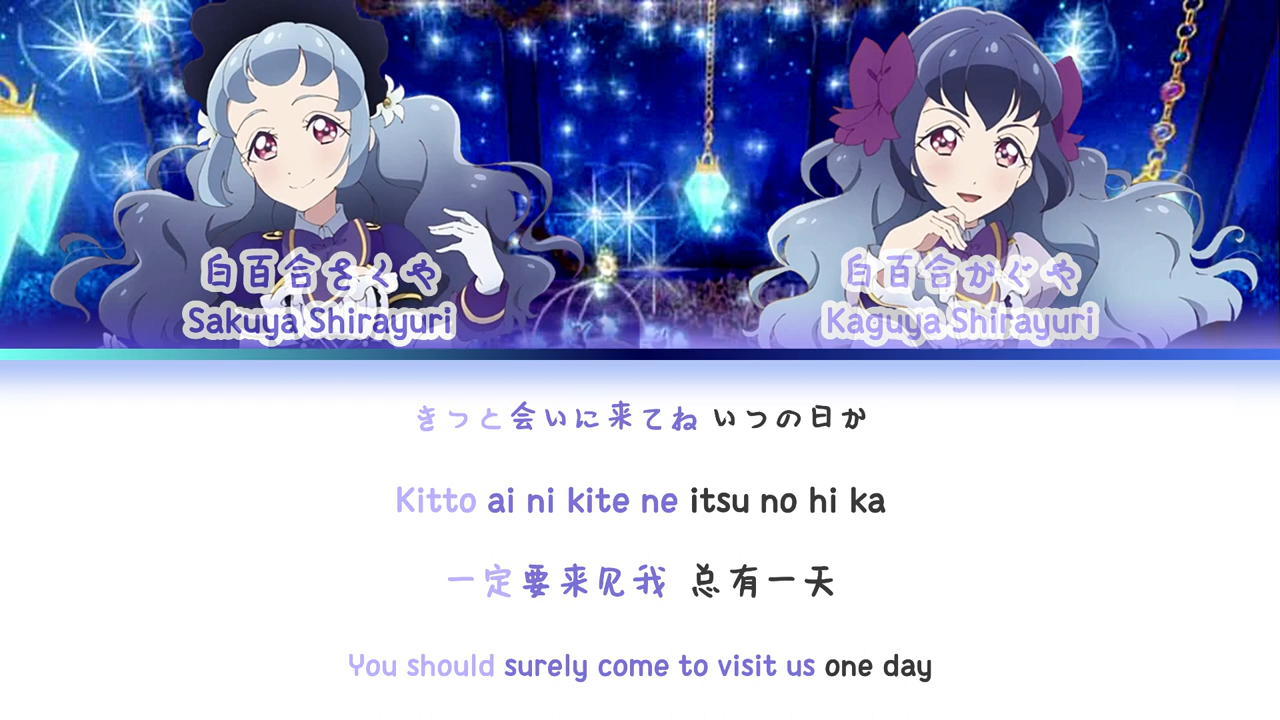 白百合さくや
Sakuya Shirayuri
白百合かぐや
Kaguya Shirayuri
きっと会いに来てね いつの日か
Kitto ai ni kite ne itsu no hi ka
一定要来见我 总有一天
You should surely come to visit us one day